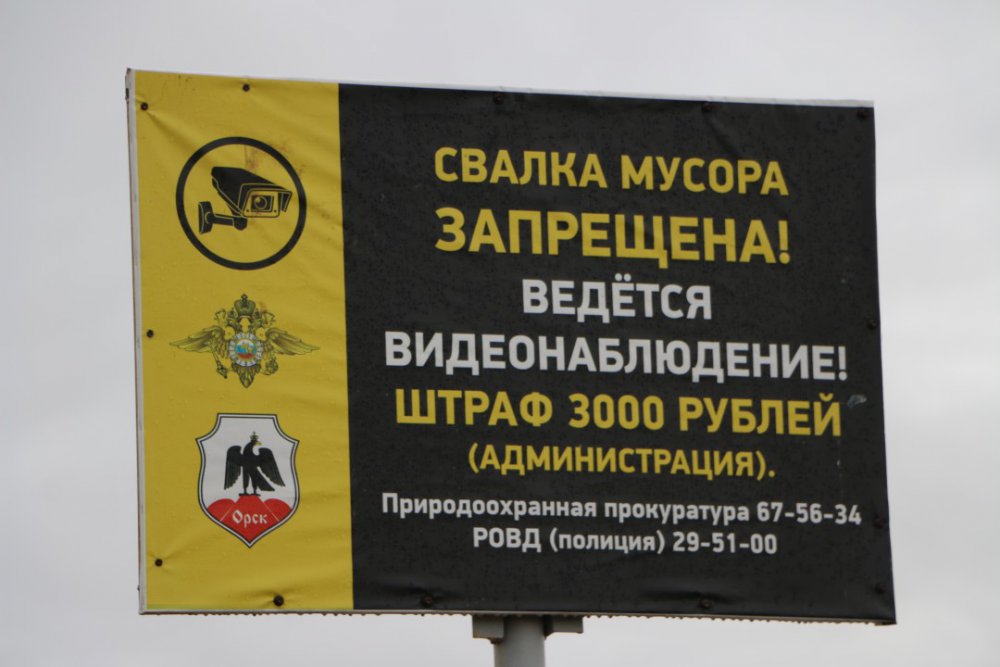 СВАЛКА МУСОРА
ЗАПРЕЩЕНА!
ВЕДЁТСЯ
ВИДЕОНАБЛЮДЕНИЕ!
ШТРАФ 3000 РУБЛЕЙ
(АДМИНИСТРАЦИЯ).
Природоохранная прокуратура 67-56-34
РОВД (полиция) 29-51-00
Орск